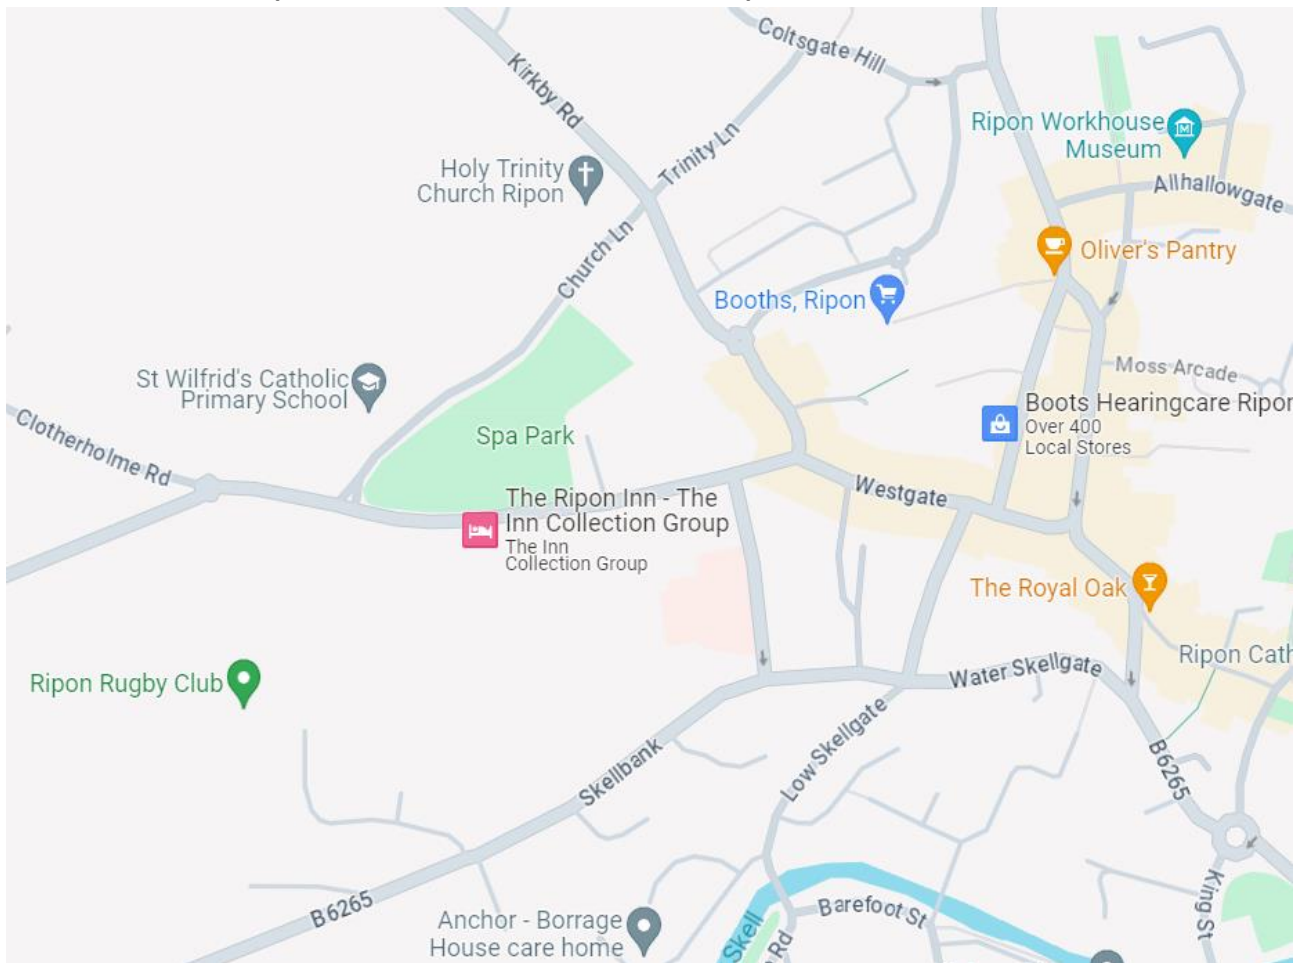 Coltsgate Hill
Kirkby Rd
Ripon Workhouse
Museum
M
Trinity Ln
Holy Trinity
Church Ripon
Allhallowgate
Church Ln
Oliver's Pantry
Booths, Ripon
St Wilfrid's Catholic
Primary School
Moss Arcade
Boots Hearingcare Ripon
Over 400
Local Stores
Clotherholme Rd
Spa Park
Westgate
The Ripon Inn - The
Inn Collection Group
The Inn
Collection Group
The Royal Oak
Ripon Cath
Water Skellgate
Ripon Rugby Club
Low Skellgate
Skellbank
B6265
B6265
King St
Barefoot St
Anchor - Borrage
House care home
Skell
Rd